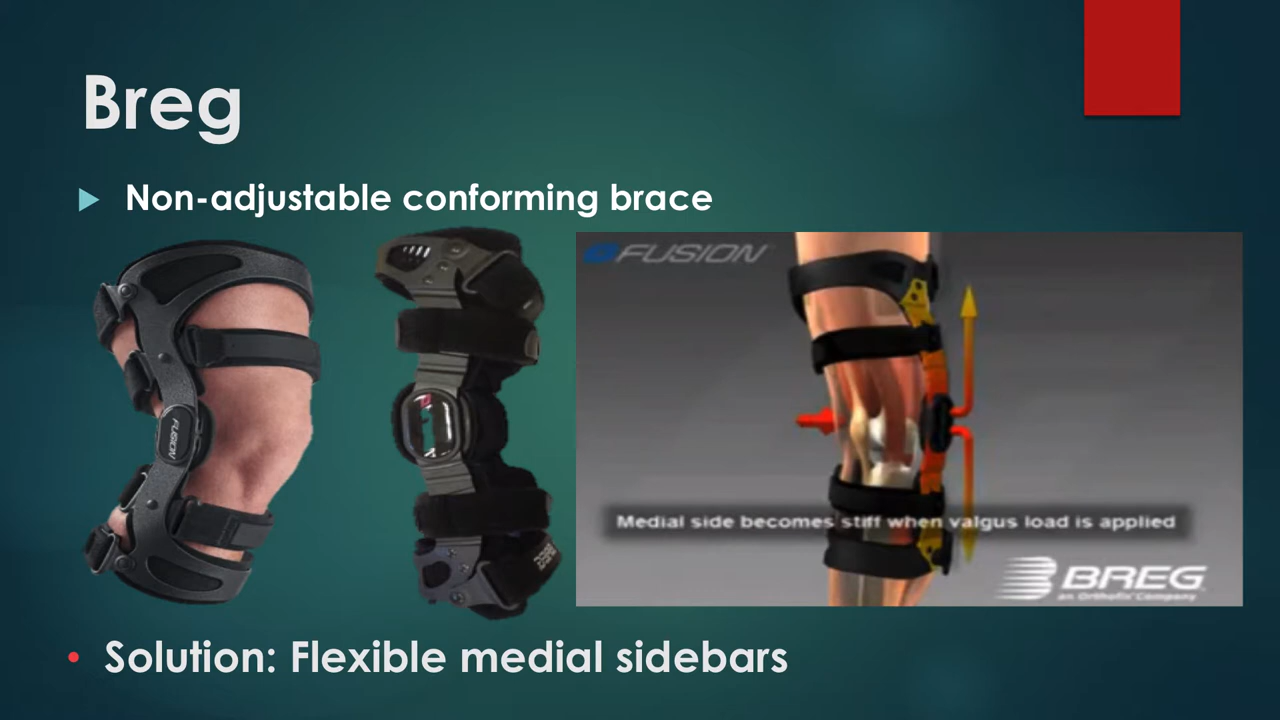 Breg
Non-adjustable conforming brace
FUSION
FUSION
Medial side becomes stiff when valgus load is applied
BREG
an Orthofix Company
Solution: Flexible medial sidebars